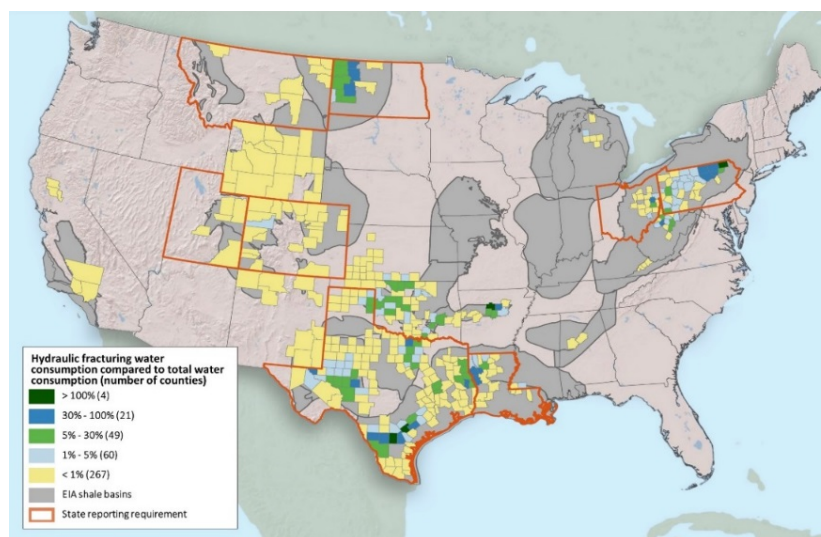 Hydraulic fracturing water
consumption compared to total water
consumption (number of counties)
> 100% (4)
30% - 100% (21)
5% - 30% (49)
1% - 5% (60)
< 1% (267)
EIA shale basins
State reporting requirement